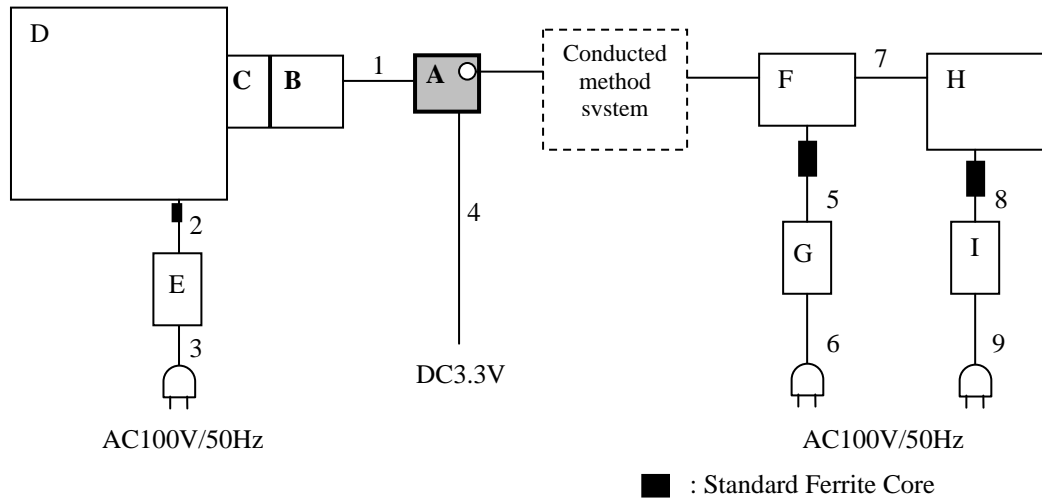 D
C
B
1
A
Conducted
method
svstem
F
7
H
2
4
5
8
E
G
I
3
6
9
DC3.3V
AC100V/50Hz
AC100V/50Hz
: Standard Ferrite Core